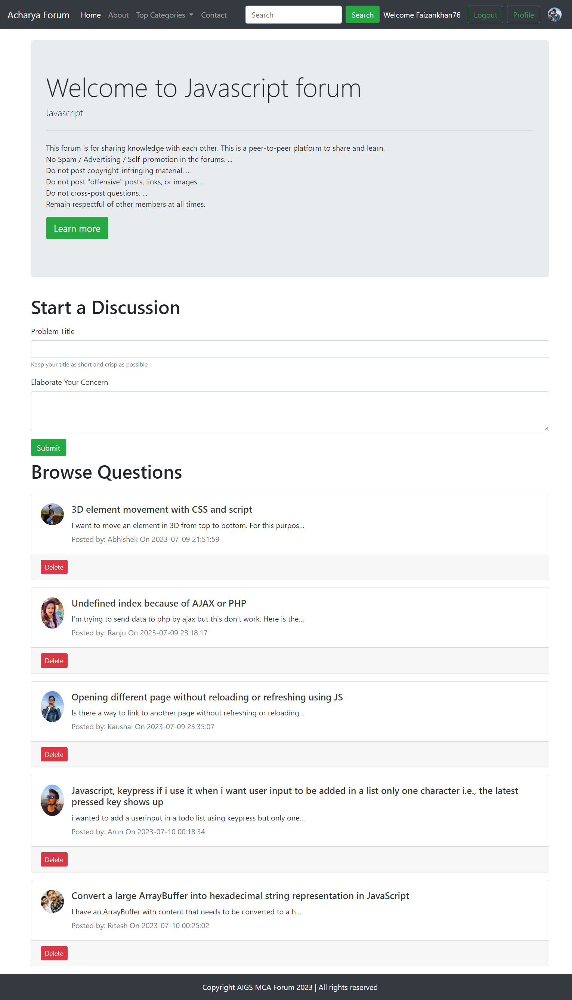 Acharya Forum Home About Top Categories Contact Search Search Welcome Faizankhan76 Logout Profile
Welcome to Javascript forum
Javascript
This forum is for sharing knowledge with each other. This is a peer-to-peer platform to share and learn.
No Spam / Advertising / Self-promotion in the forums. ...
Do not post copyright-infringing material. ...
Do not post "offensive" posts, links, or images. ...
Do not cross-post questions. ...
Remain respectful of other members at all times.
Learn more
Start a Discussion
Problem Title
Keep your title as short and crisp as possible
Elaborate Your Concern
Submit
Browse Questions
3D element movement with CSS and script
I want to move an element in 3D from top to bottom. For this purpos...
Posted by: Abhishek On 2023-07-09 21:51:59
Delete
Undefined index because of AJAX or PHP
I'm trying to send data to php by ajax but this don't work. Here is the...
Posted by: Ranju On 2023-07-09 23:18:17
Delete
Opening different page without reloading or refreshing using JS
Is there a way to link to another page without refreshing or reloading...
Posted by: Kaushal On 2023-07-09 23:35:07
Delete
Javascript, keypress if i use it when i want user input to be added in a list only one character i.e., the latest
pressed key shows up
i wanted to add a userinput in a todo list using keypress but only one...
Posted by: Arun On 2023-07-10 00:18:34
Delete
Convert a large ArrayBuffer into hexadecimal string representation in JavaScript
I have an ArrayBuffer with content that needs to be converted to a h...
Posted by: Ritesh On 2023-07-10 00:25:02
Delete
Copyright AIGS MCA Forum 2023 | All rights reserved